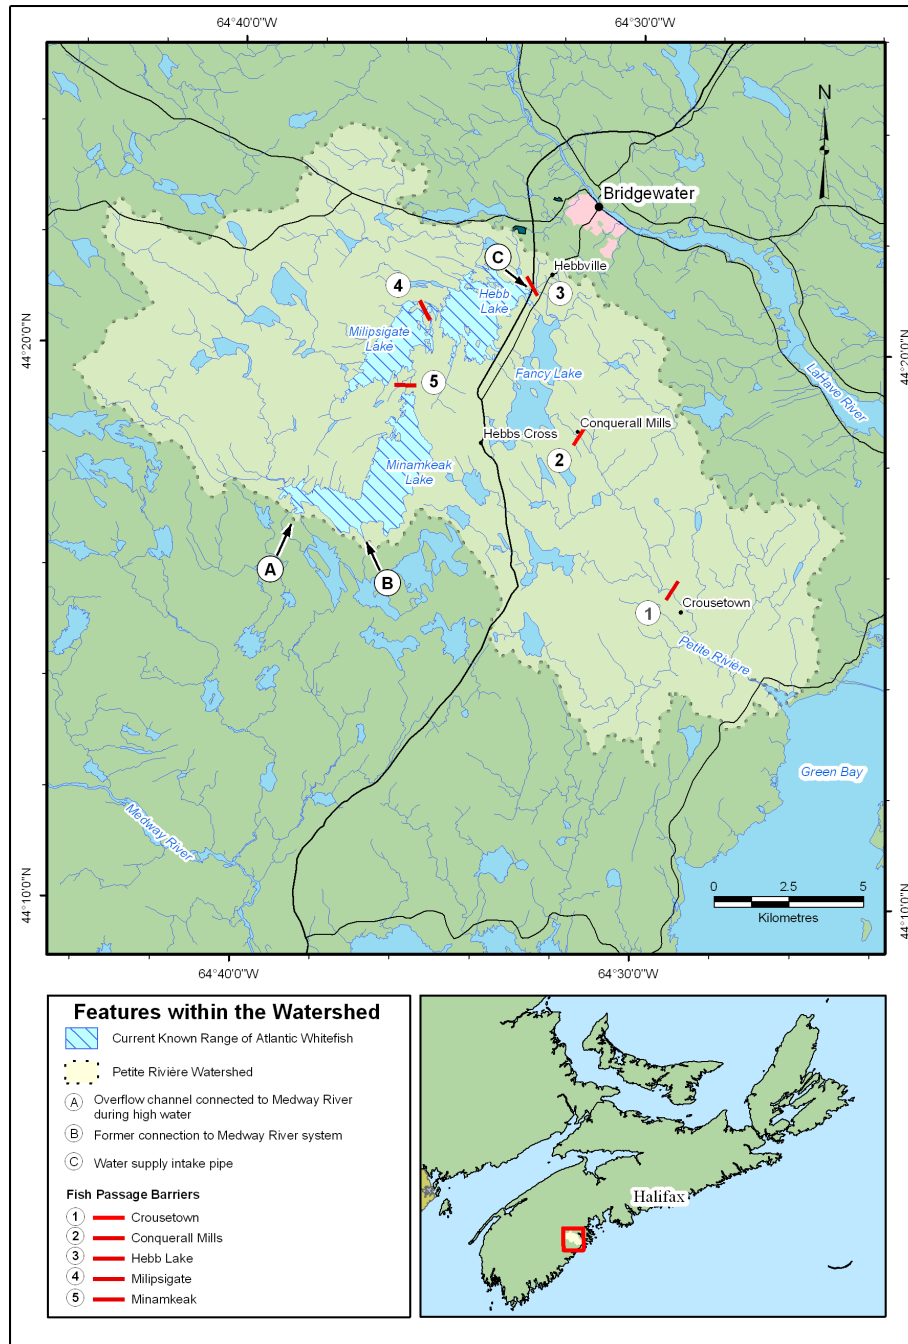 64°40'0"W
64°30'0"W
N
Bridgewater
C
Hebbville
4
Hebb
Lake
3
Milipsigate
Lake
44°20'0"N
44°20'0"N
5
Fancy Lake
LaHave River
Conquerall Mills
Hebbs Cross
2
Minamkeak
Lake
A
B
1
Crousetown
Petite Rivière
Green Bay
Medway River
0
2.5
5
Kilometres
44°10'0"N
44°10'0"N
64°40'0"W
64°30'0"W
Features within the Watershed
Current Known Range of Atlantic Whitefish
Petite Rivière Watershed
A Overflow channel connected to Medway River
during high water
B Former connection to Medway River system
C Water supply intake pipe
Fish Passage Barriers
1 Crousetown
2 Conquerall Mills
3 Hebb Lake
4 Milipsigate
5 Minamkeak
Halifax